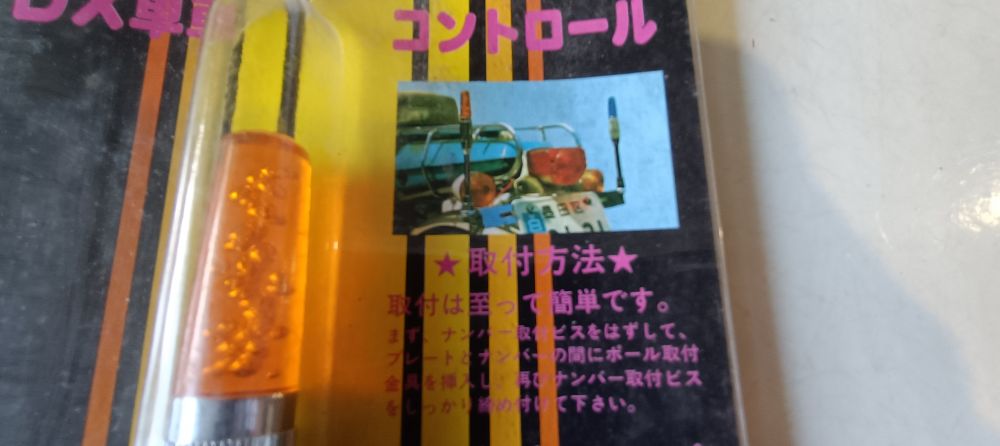 DX車
コントロール
★取付方法★
取付は至って簡単です。
まず、ナンバー取付ビスをはずして、
プレートとナンバーの間にポール取付
金具を挿入し、再びナンバー取付ビス
をしっかり締め付けて下さい。